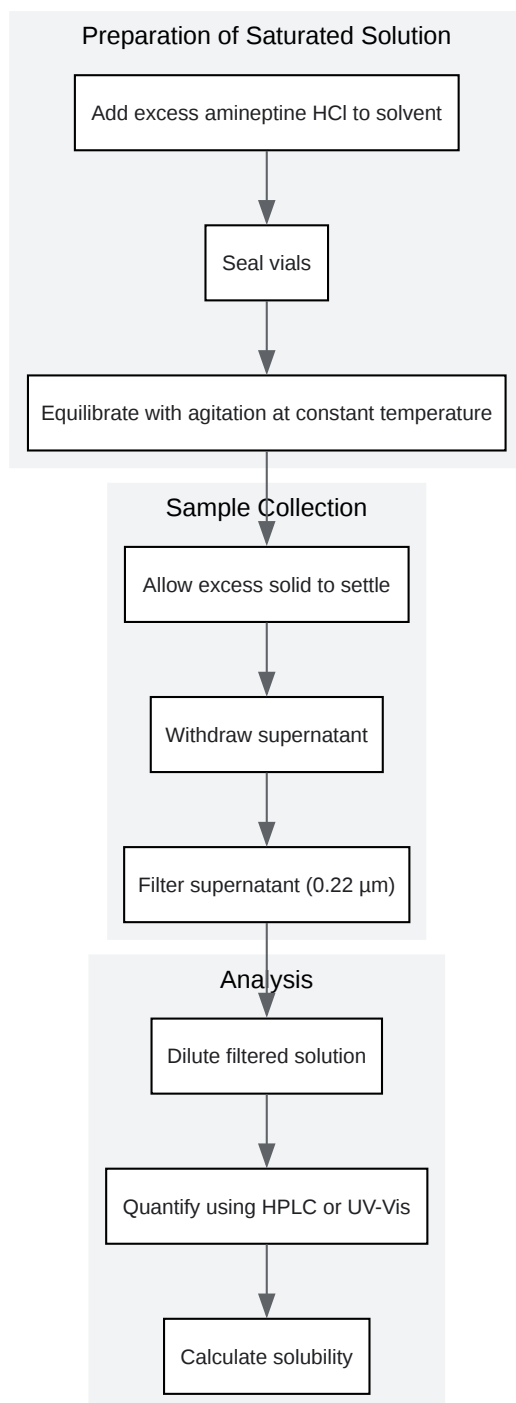 Preparation of Saturated Solution
Add excess amineptine HCl to solvent
Seal vials
Equilibrate with agitation at constant temperature
Sample Collection
Allow excess solid to settle
Withdraw supernatant
Filter supernatant (0.22 µm)
Analysis
Dilute filtered solution
Quantify using HPLC or UV-Vis
Calculate solubility